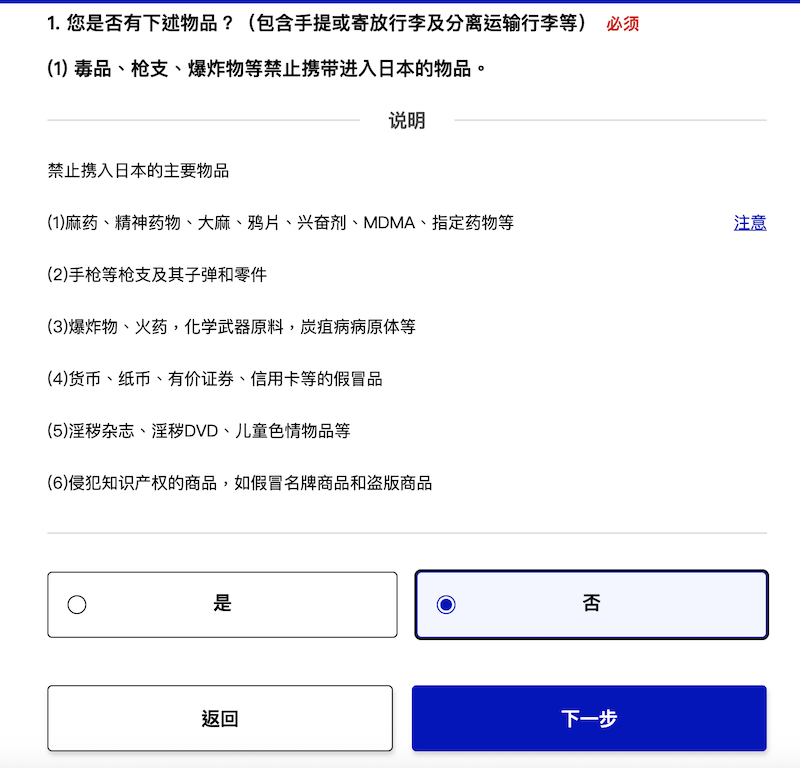 1. 您是否有下述物品？（包含手提或寄放行李及分离运输行李等） 必须
(1) 毒品、枪支、爆炸物等禁止携带进入日本的物品。
说明
禁止携入日本的主要物品
(1)麻药、精神药物、大麻、鸦片、兴奋剂、MDMA、指定药物等 注意
(2)手枪等枪支及其子弹和零件
(3)爆炸物、火药，化学武器原料，炭疽病病原体等
(4)货币、纸币、有价证券、信用卡等的假冒品
(5)淫秽杂志、淫秽DVD、儿童色情物品等
(6)侵犯知识产权的商品，如假冒名牌商品和盗版商品
是 否
返回 下一步